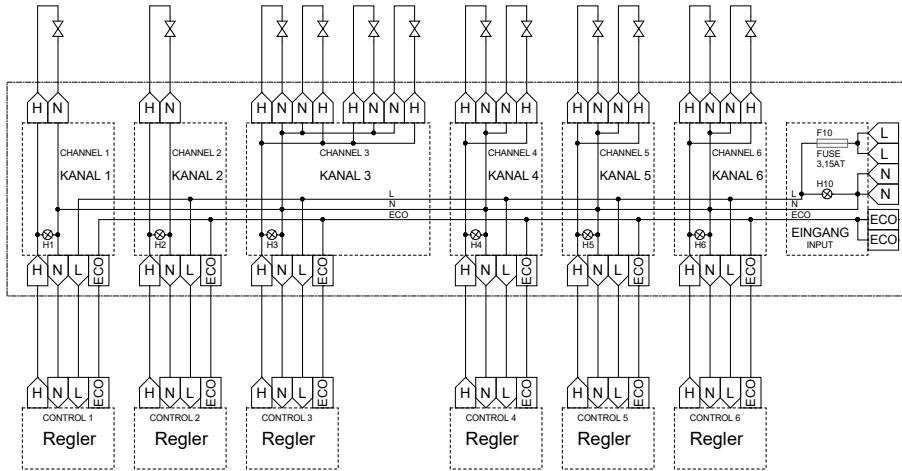 H N H N H N N H H N N H H N N H H N N H H N N H
CHANNEL 1 CHANNEL 2 CHANNEL 3 CHANNEL 4 CHANNEL 5 CHANNEL 6 F10 L
KANAL 1 KANAL 2 KANAL 3 KANAL 4 KANAL 5 KANAL 6 FUSE L
3,15AT
N
H10
L L N
N N
ECO ECO ECO
H1 H2 H3 H4 H5 H6 EINGANG ECO
INPUT
H N L ECO H N L ECO H N L ECO H N L ECO H N L ECO H N L ECO
H N L ECO H N L ECO H N L ECO H N L ECO H N L ECO H N L ECO
CONTROL 1 CONTROL 2 CONTROL 3 CONTROL 4 CONTROL 5 CONTROL 6
Regler Regler Regler Regler Regler Regler